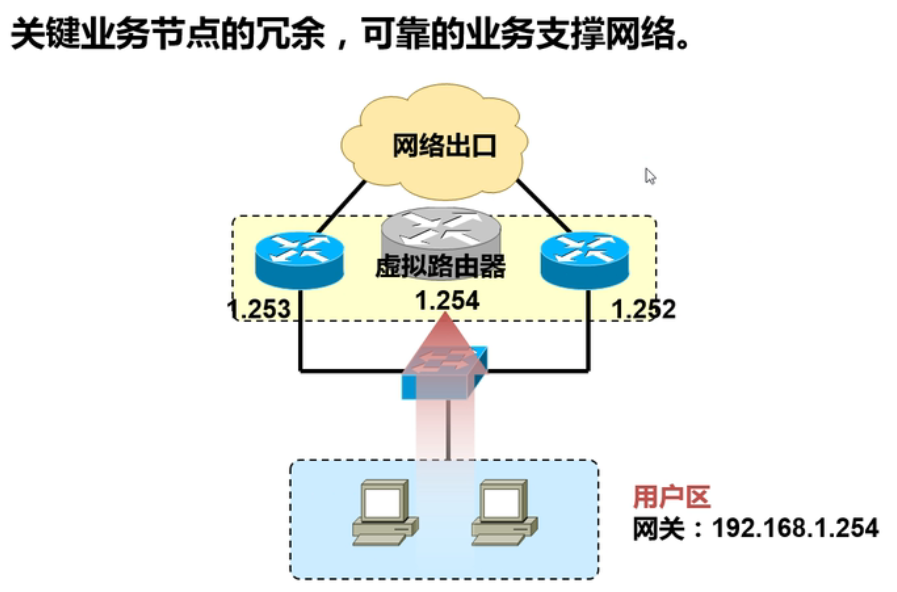 关键业务节点的冗余，可靠的业务支撑网络。
网络出口
虚拟路由器
1.254
1.253
1.252
用户区
网关：192.168.1.254